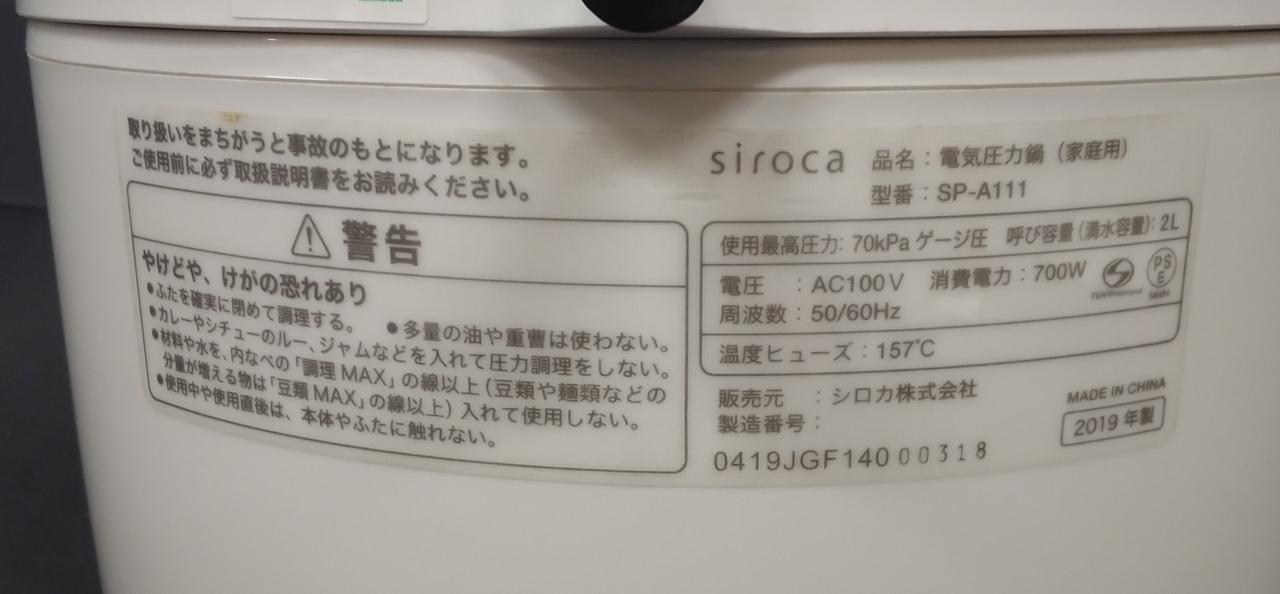 取り扱いをまちがうと事故のもとになります。
ご使用前に必ず取扱説明書をお読みください。
警告
やけどや、けがの恐れあり
●ふたを確実に閉めて調理する。 ●多量の油や重曹は使わない。
●カレーやシチューのルー、ジャムなどを入れて圧力調理をしない。
●材料や水を、内なべの「調理MAX」の線以上（豆類や麺類などの
分量が増える物は「豆類MAX」の線以上）入れて使用しない。
●使用中や使用直後は、本体やふたに触れない。
siroca 品名：電気圧力鍋（家庭用）
型番：SP-A111
使用最高圧力: 70kPa ゲージ圧 呼び容量(満水容量): 2L
電圧 ：AC100V 消費電力：700W
周波数：50/60Hz
TÜVRheinland
PS
E
温度ヒューズ：157℃
販売元 ：シロカ株式会社
製造番号：
0419JGF14000318
MADE IN CHINA
2019年製